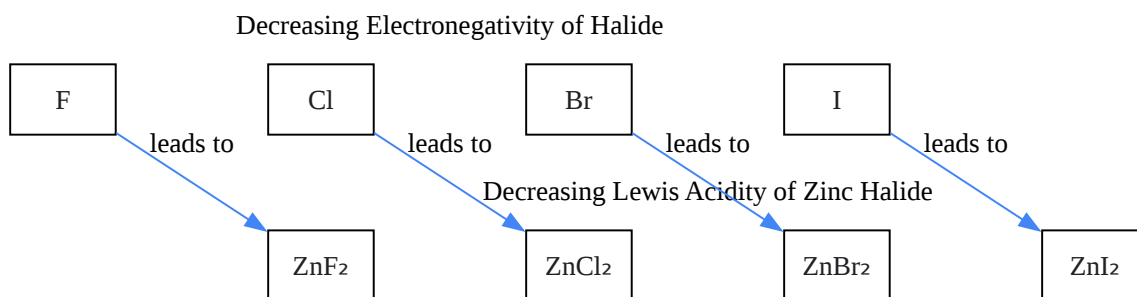 Decreasing Electronegativity of Halide
F
Cl
Br
I
leads to
leads to
leads to
leads to
Decreasing Lewis Acidity of Zinc Halide
ZnF₂
ZnCl₂
ZnBr₂
ZnI₂